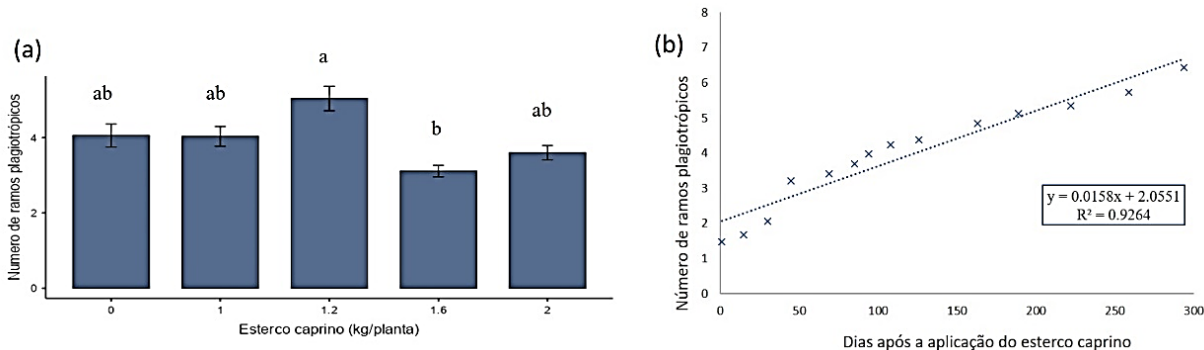 (a)
a
ab
ab
ab
b
Número de ramos plagiotrópicos
4
2
0
0
1
1.2
1.6
2
Esterco caprino (kg/planta)
(b)
Número de ramos plagiotrópicos
8
7
6
5
4
3
2
1
0
y = 0.0158x + 2.0551
R² = 0.9264
0
50
100
150
200
250
300
Dias após a aplicação do esterco caprino